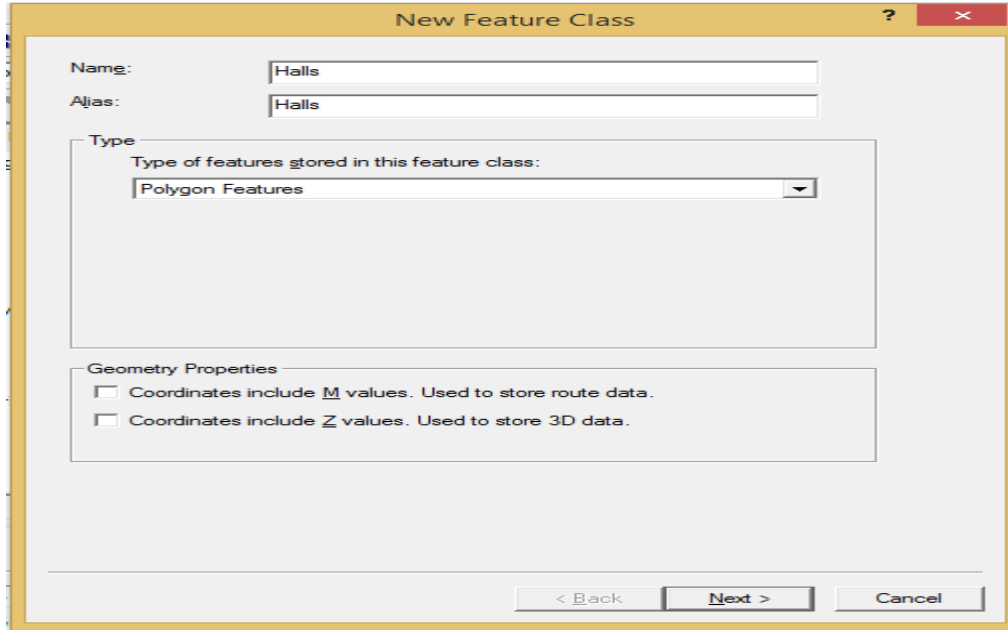 New Feature Class
?
Name:
Halls
Alias:
Halls
Type
Type of features stored in this feature class:
Polygon Features
Geometry Properties
Coordinates include M values. Used to store route data.
Coordinates include Z values. Used to store 3D data.
< Back
Next >
Cancel